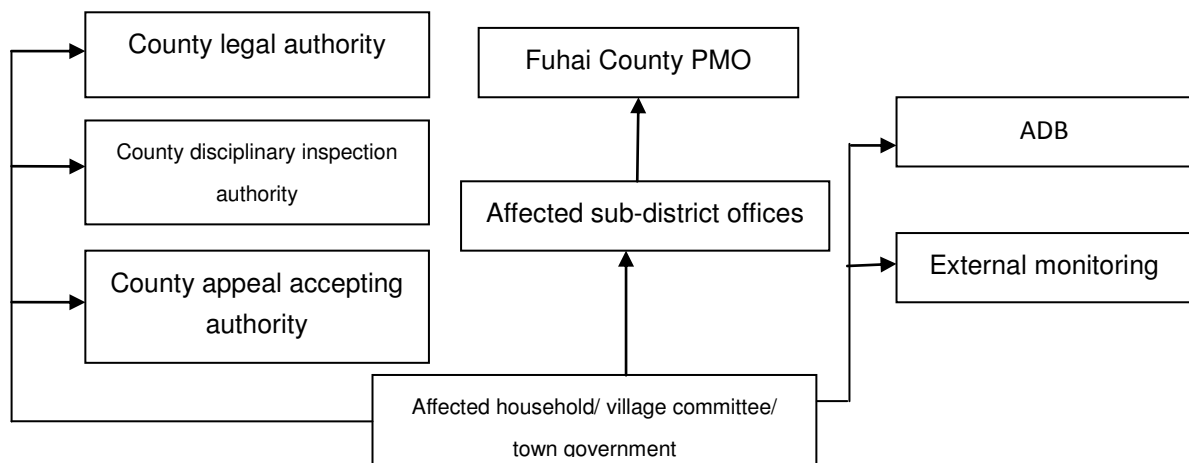 County legal authority
County disciplinary inspection
authority
County appeal accepting
authority
Fuhai County PMO
Affected sub-district offices
Affected household/ village committee/
town government
ADB
External monitoring